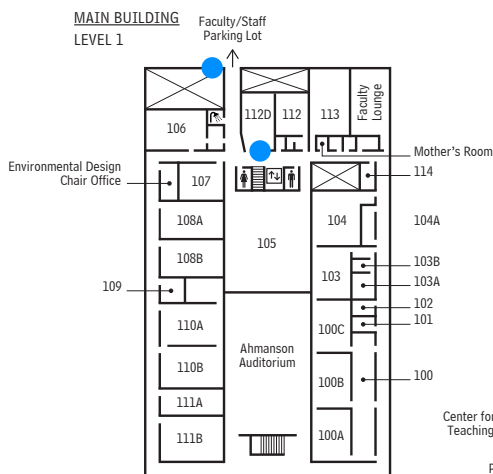 MAIN BUILDING
LEVEL 1
Faculty/Staff
Parking Lot
112D
112
113
Faculty
Lounge
106
Mother's Room
Environmental Design
Chair Office
107
114
108A
104
104A
105
108B
103
103B
103A
109
102
101
110A
100C
Ahmanson
Auditorium
110B
100B
100
111A
111B
100A
Center for
Teaching